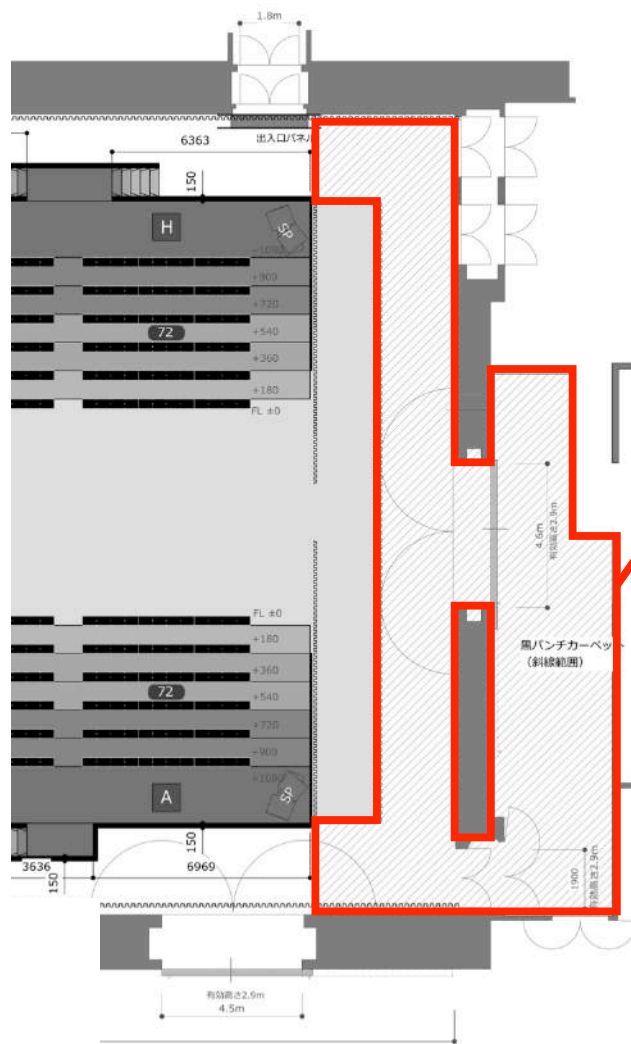 1.8m
出入口パネル
6363
150
H
SP
+1080
+900
+720
72
+540
+360
+180
FL ±0
4.6m
有効高さ2.9m
FL ±0
+180
+360
72
+540
+720
+900
+1080
黒パンチカーペット
(斜線範囲)
A
SP
150
3636
150
6969
1900
有効高さ2.9m
有効高さ2.9m
4.5m